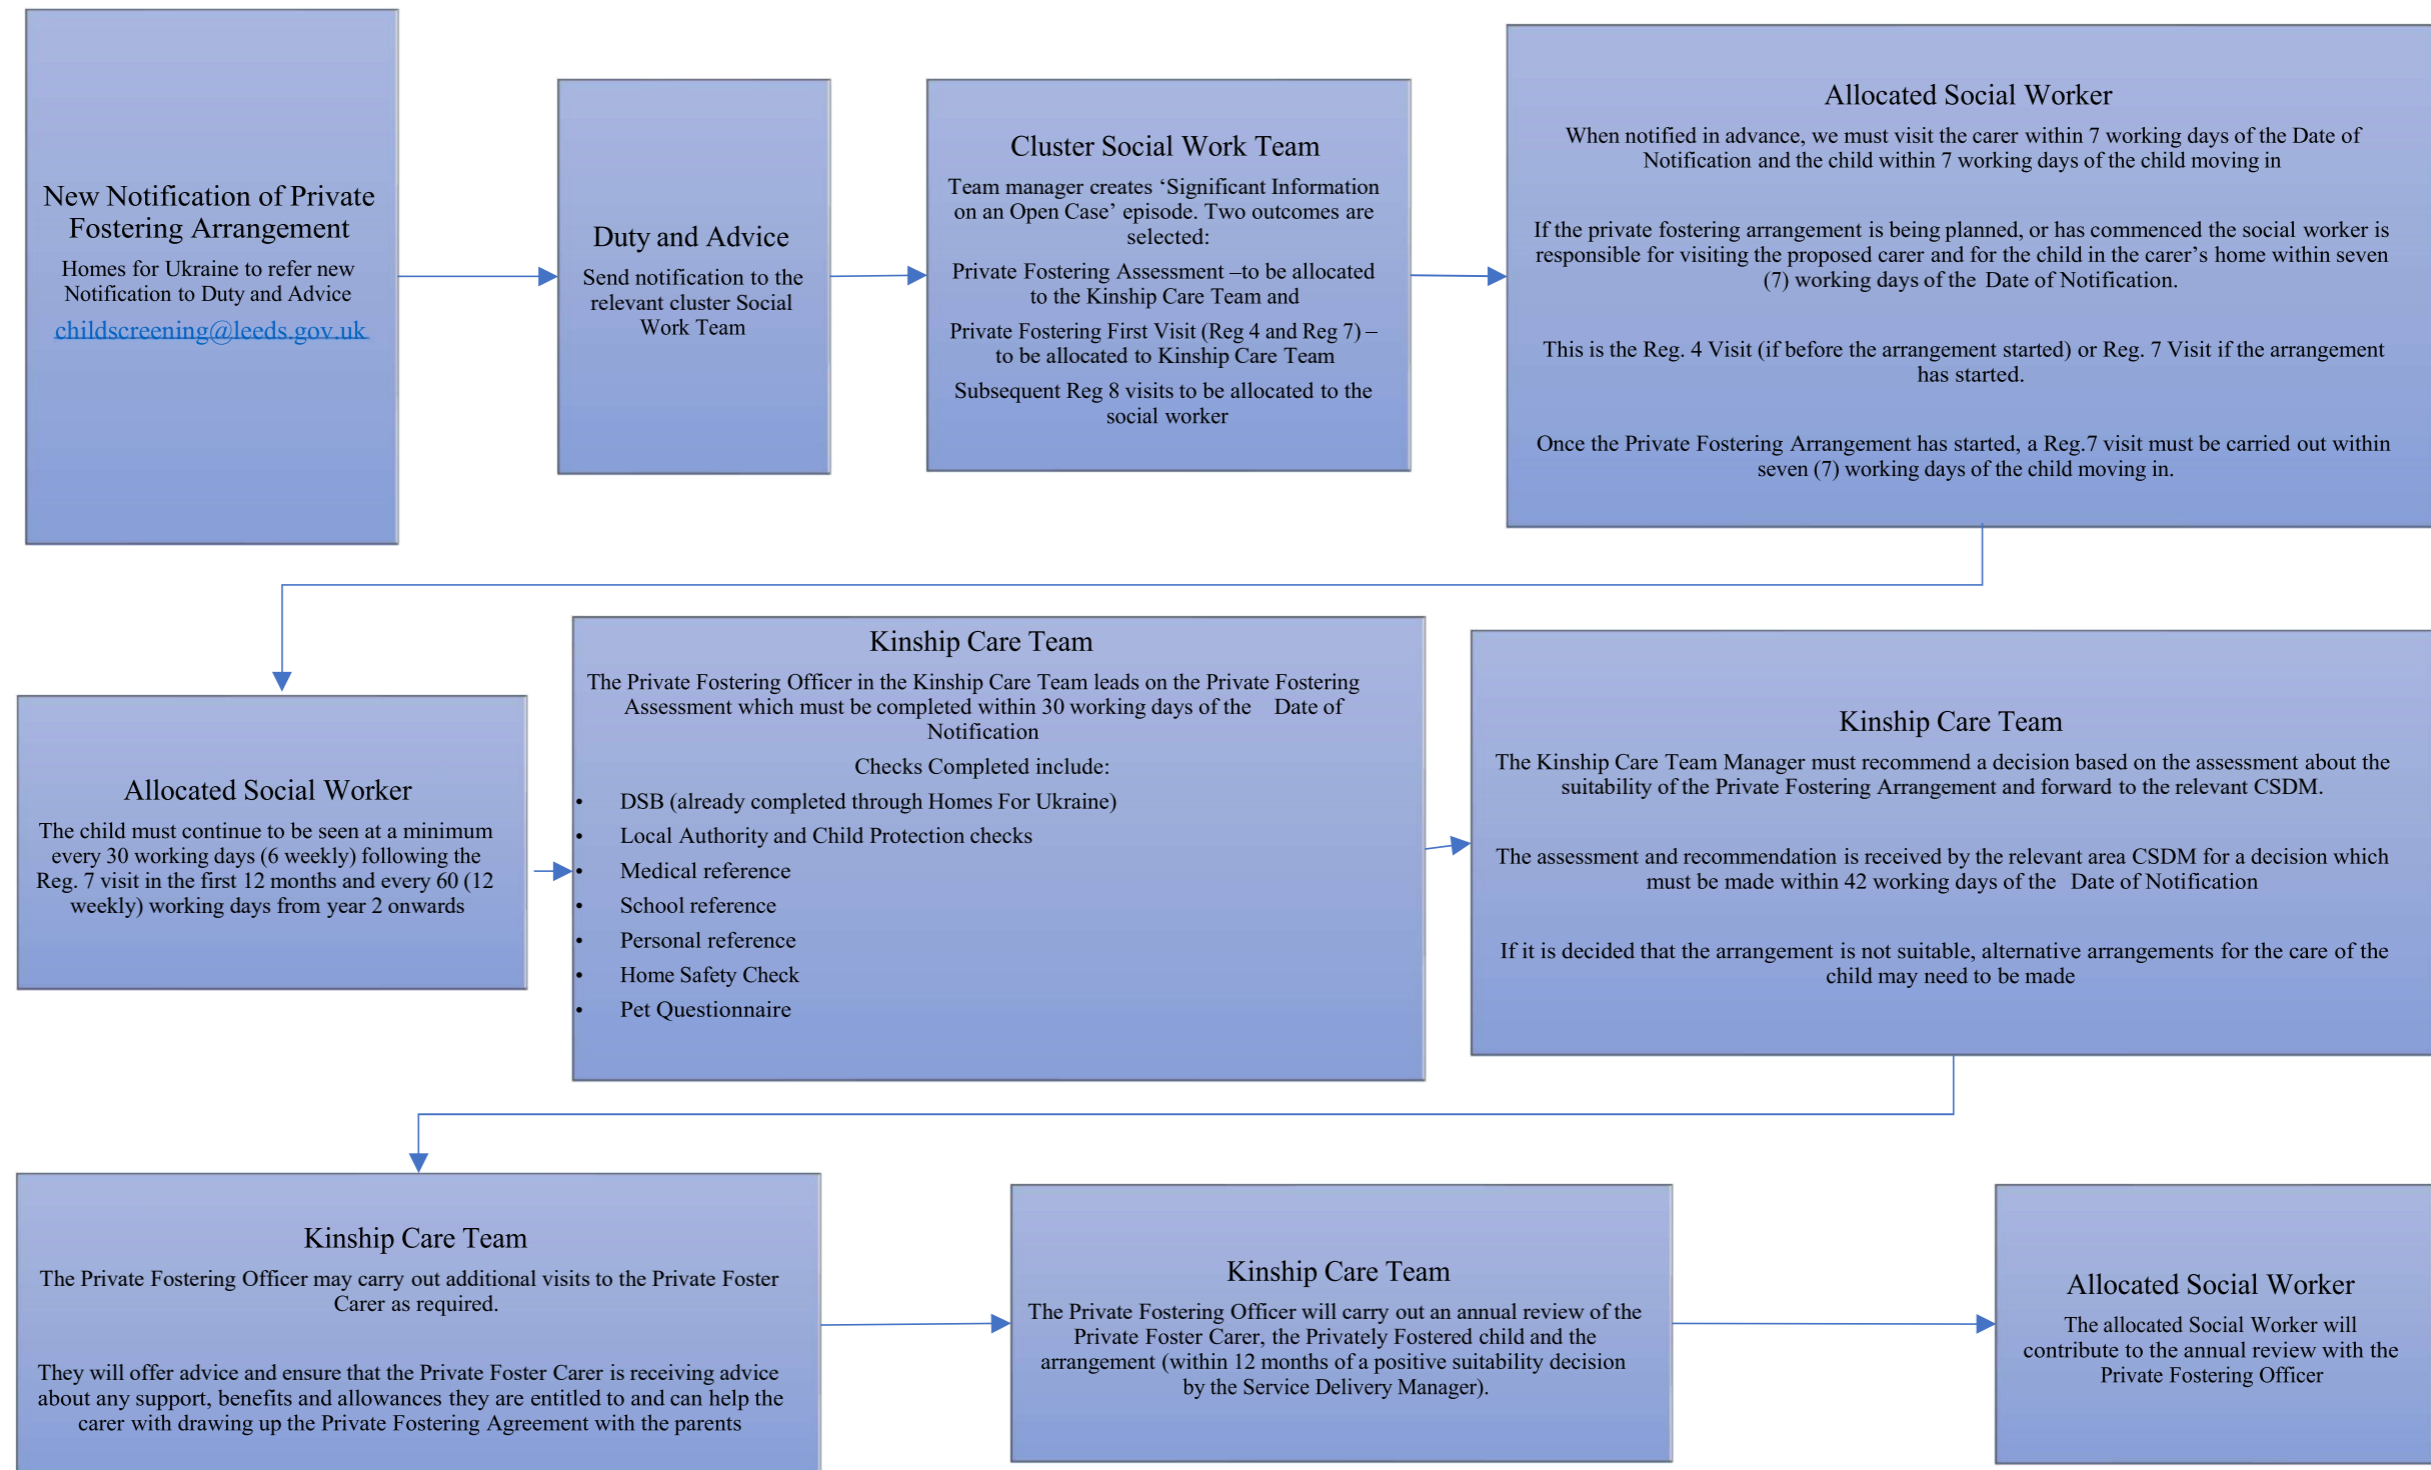 New Notification of Private
Fostering Arrangement
Homes for Ukraine to refer new
Notification to Duty and Advice
childscreening@leeds.gov.uk
Duty and Advice
Send notification to the
relevant cluster Social
Work Team
Cluster Social Work Team
Team manager creates ‘Significant Information
on an Open Case’ episode. Two outcomes are
selected:
Private Fostering Assessment –to be allocated
to the Kinship Care Team and
Private Fostering First Visit (Reg 4 and Reg 7) –
to be allocated to Kinship Care Team
Subsequent Reg 8 visits to be allocated to the
social worker
Allocated Social Worker
When notified in advance, we must visit the carer within 7 working days of the Date of
Notification and the child within 7 working days of the child moving in
If the private fostering arrangement is being planned, or has commenced the social worker is
responsible for visiting the proposed carer and for the child in the carer’s home within seven
(7) working days of the Date of Notification.
This is the Reg. 4 Visit (if before the arrangement started) or Reg. 7 Visit if the arrangement
has started.
Once the Private Fostering Arrangement has started, a Reg.7 visit must be carried out within
seven (7) working days of the child moving in.
Allocated Social Worker
The child must continue to be seen at a minimum
every 30 working days (6 weekly) following the
Reg. 7 visit in the first 12 months and every 60 (12
weekly) working days from year 2 onwards
Kinship Care Team
The Private Fostering Officer in the Kinship Care Team leads on the Private Fostering
Assessment which must be completed within 30 working days of the Date of
Notification
Checks Completed include:
• DSB (already completed through Homes For Ukraine)
• Local Authority and Child Protection checks
• Medical reference
• School reference
• Personal reference
• Home Safety Check
• Pet Questionnaire
Kinship Care Team
The Kinship Care Team Manager must recommend a decision based on the assessment about the
suitability of the Private Fostering Arrangement and forward to the relevant CSDM.
The assessment and recommendation is received by the relevant area CSDM for a decision which
must be made within 42 working days of the Date of Notification
If it is decided that the arrangement is not suitable, alternative arrangements for the care of the
child may need to be made
Kinship Care Team
The Private Fostering Officer may carry out additional visits to the Private Foster
Carer as required.
They will offer advice and ensure that the Private Foster Carer is receiving advice
about any support, benefits and allowances they are entitled to and can help the
carer with drawing up the Private Fostering Agreement with the parents
Kinship Care Team
The Private Fostering Officer will carry out an annual review of the
Private Foster Carer, the Privately Fostered child and the
arrangement (within 12 months of a positive suitability decision
by the Service Delivery Manager).
Allocated Social Worker
The allocated Social Worker will
contribute to the annual review with the
Private Fostering Officer